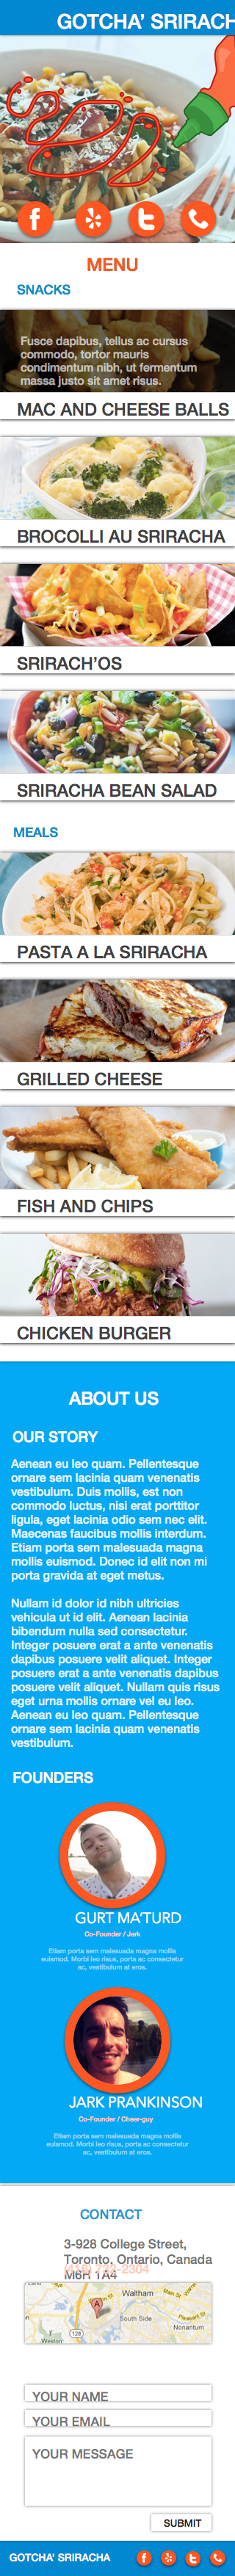 GOTCHA' SRIRACH
MENU
SNACKS
Fusce dapibus, tellus ac cursus
commodo, tortor mauris
condimentum nibh, ut fermentum
massa justo sit amet risus.
MAC AND CHEESE BALLS
BROCOLLI AU SRIRACHA
SRIRACH'OS
SRIRACHA BEAN SALAD
MEALS
PASTA A LA SRIRACHA
GRILLED CHEESE
FISH AND CHIPS
CHICKEN BURGER
ABOUT US
OUR STORY
Aenean eu leo quam. Pellentesque
ornare sem lacinia quam venenatis
vestibulum. Duis mollis, est non
commodo luctus, nisi erat porttitor
ligula, eget lacinia odio sem nec elit.
Maecenas faucibus mollis interdum.
Etiam porta sem malesuada magna
mollis euismod. Donec id elit non mi
porta gravida at eget metus.
Nullam id dolor id nibh ultricies
vehicula ut id elit. Aenean lacinia
bibendum nulla sed consectetur.
Integer posuere erat a ante venenatis
dapibus posuere velit aliquet. Integer
posuere erat a ante venenatis dapibus
posuere velit aliquet. Nullam quis risus
eget urna mollis ornare vel eu leo.
Aenean eu leo quam. Pellentesque
ornare sem lacinia quam venenatis
vestibulum.
FOUNDERS
GURT MA'TURD
Co-Founder / Jerk
Etiam porta sem malesuada magna mollis
euismod. Morbi leo risus, porta ac consectetur
ac, vestibulum at eros.
JARK PRANKINSON
Co-Founder / Cheer-guy
Etiam porta sem malesuada magna mollis
euismod. Morbi leo risus, porta ac consectetur
ac, vestibulum at eros.
CONTACT
3-928 College Street,
Toronto, Ontario, Canada
M6H 1A4
(416) 732-2304
Waltham
Main St
A
South Side
Pleasant St
Nonantum
128
Weston
YOUR NAME
YOUR EMAIL
YOUR MESSAGE
SUBMIT
GOTCHA' SRIRACHA